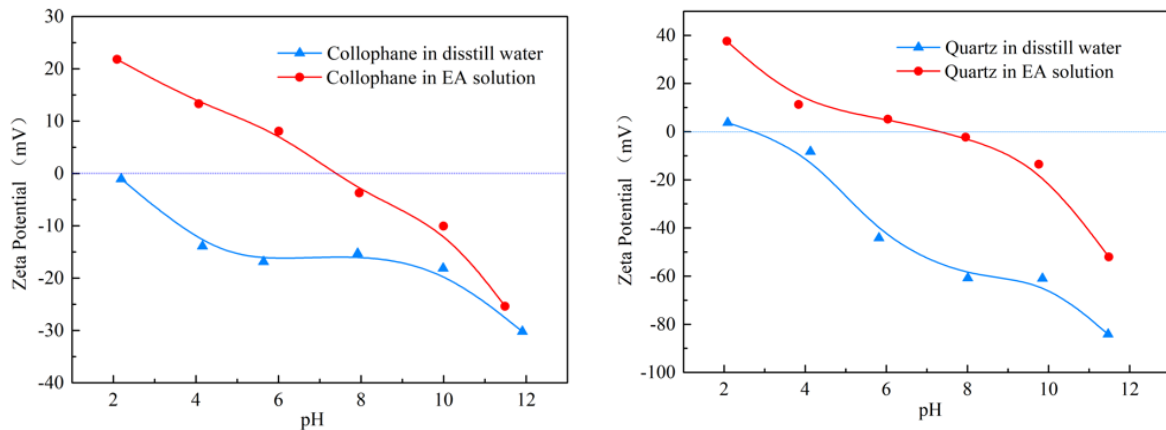 30
20
10
0
-10
-20
-30
-40
Zeta Potential（mV）
Collophane in disstill water
Collophane in EA solution
2 4 6 8 10 12
pH
40
20
0
-20
-40
-60
-80
-100
Zeta Potential（mV）
Quartz in disstill water
Quartz in EA solution
2 4 6 8 10 12
pH